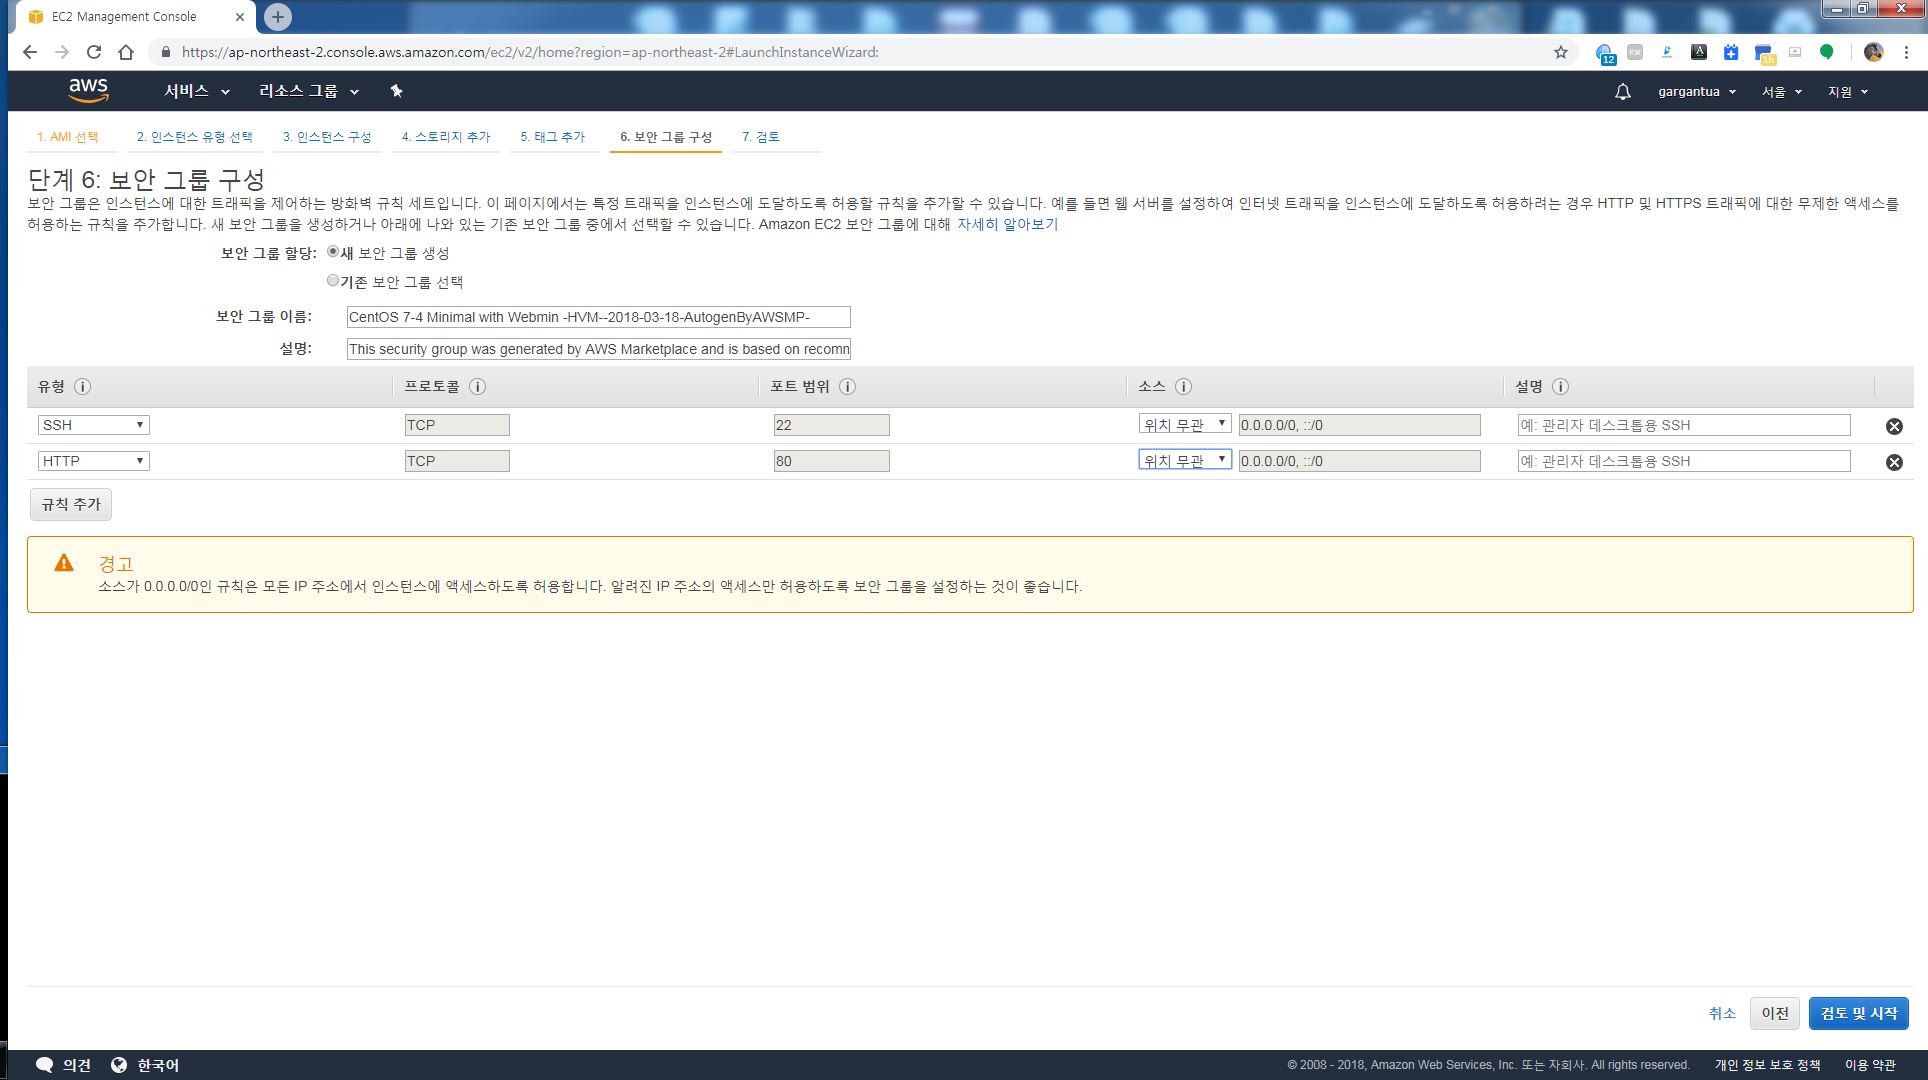 EC2 Management Console
https://ap-northeast-2.console.aws.amazon.com/ec2/v2/home?region=ap-northeast-2#LaunchInstanceWizard:
12
1h
aws 서비스 리소스 그룹 gargantua 서울 지원
1. AMI 선택 2. 인스턴스 유형 선택 3. 인스턴스 구성 4. 스토리지 추가 5. 태그 추가 6. 보안 그룹 구성 7. 검토
단계 6: 보안 그룹 구성
보안 그룹은 인스턴스에 대한 트래픽을 제어하는 방화벽 규칙 세트입니다. 이 페이지에서는 특정 트래픽을 인스턴스에 도달하도록 허용할 규칙을 추가할 수 있습니다. 예를 들면 웹 서버를 설정하여 인터넷 트래픽을 인스턴스에 도달하도록 허용하려는 경우 HTTP 및 HTTPS 트래픽에 대한 무제한 액세스를
허용하는 규칙을 추가합니다. 새 보안 그룹을 생성하거나 아래에 나와 있는 기존 보안 그룹 중에서 선택할 수 있습니다. Amazon EC2 보안 그룹에 대해 자세히 알아보기
보안 그룹 할당: 새 보안 그룹 생성
기존 보안 그룹 선택
보안 그룹 이름: CentOS 7-4 Minimal with Webmin -HVM--2018-03-18-AutogenByAWSMP-
설명: This security group was generated by AWS Marketplace and is based on recomn
유형 프로토콜 포트 범위 소스 설명
SSH TCP 22 위치 무관 0.0.0.0/0, ::/0 예: 관리자 데스크톱용 SSH
HTTP TCP 80 위치 무관 0.0.0.0/0, ::/0 예: 관리자 데스크톱용 SSH
규칙 추가
경고
소스가 0.0.0.0/0인 규칙은 모든 IP 주소에서 인스턴스에 액세스하도록 허용합니다. 알려진 IP 주소의 액세스만 허용하도록 보안 그룹을 설정하는 것이 좋습니다.
취소 이전 검토 및 시작
의견 한국어 © 2008 - 2018, Amazon Web Services, Inc. 또는 자회사. All rights reserved. 개인 정보 보호 정책 이용 약관